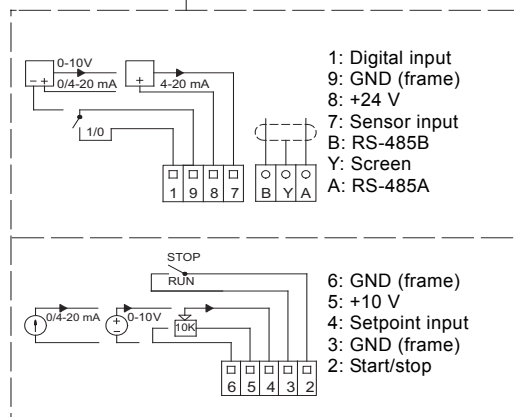 0-10V
− +
0/4-20 mA
+
4-20 mA
1/0
1 9 8 7
B Y A
1: Digital input
9: GND (frame)
8: +24 V
7: Sensor input
B: RS-485B
Y: Screen
A: RS-485A
STOP
RUN
0/4-20 mA
+
−
0-10V
10K
6 5 4 3 2
6: GND (frame)
5: +10 V
4: Setpoint input
3: GND (frame)
2: Start/stop